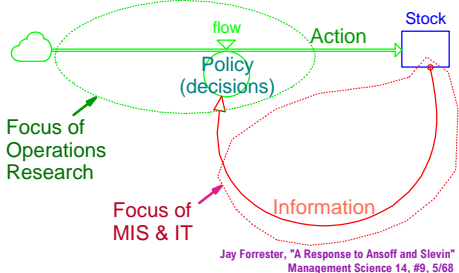 Stock
flow
Action
Policy
(decisions)
Focus of
Operations
Research
Focus of
MIS & IT
Information
Jay Forrester, "A Response to Ansoff and Slevin"
Management Science 14, #9, 5/68